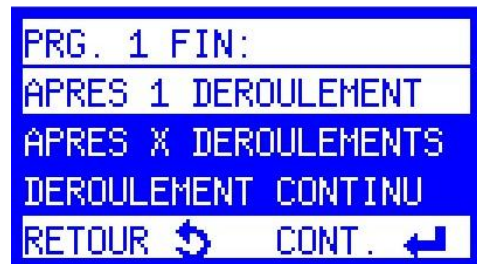 PRG. 1 FIN:
APRES 1 DEROULEMENT
APRES X DEROULEMENTS
DEROULEMENT CONTINU
RETOUR CONT.